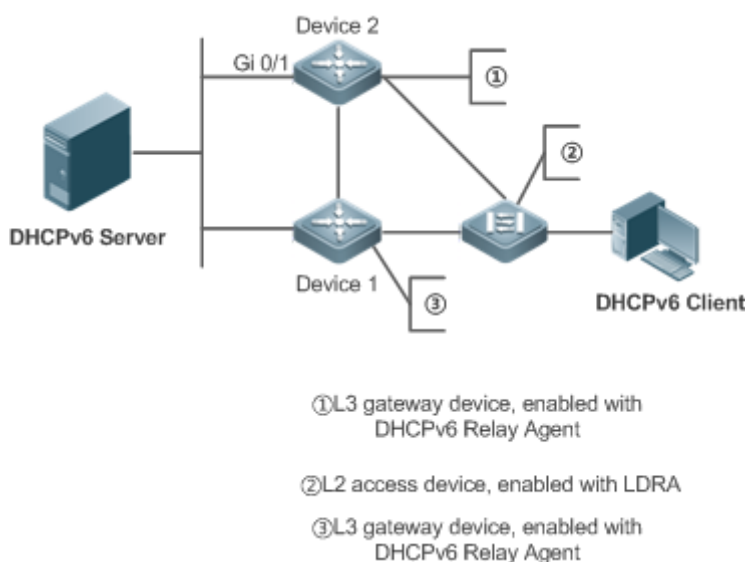 Device 2
Gi 0/1
①
②
DHCPv6 Server
Device 1
③
DHCPv6 Client
①L3 gateway device, enabled with
DHCPv6 Relay Agent
②L2 access device, enabled with LDRA
③L3 gateway device, enabled with
DHCPv6 Relay Agent